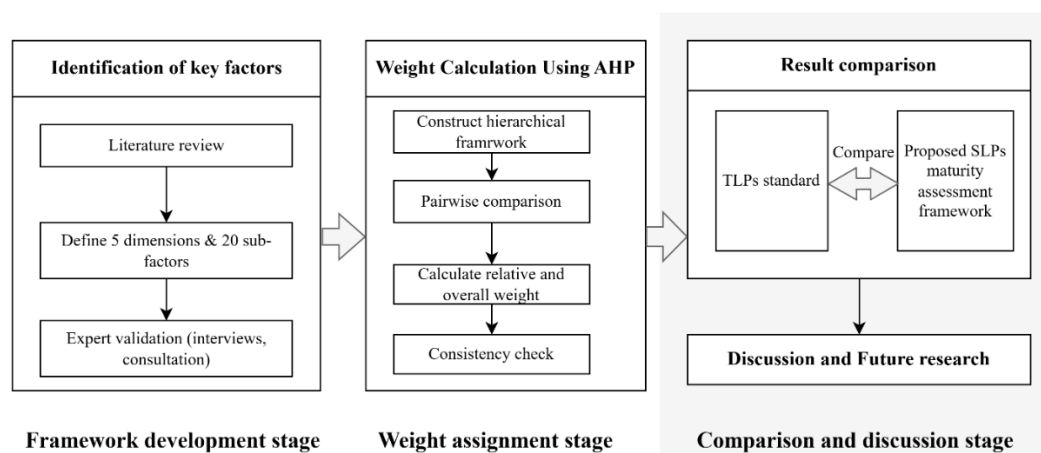 Identification of key factors
Literature review
Define 5 dimensions & 20 sub-
factors
Expert validation (interviews,
consultation)
Framework development stage
Weight Calculation Using AHP
Construct hierarchical
framrwork
Pairwise comparison
Calculate relative and
overall weight
Consistency check
Weight assignment stage
Result comparison
TLPs standard
Compare
Proposed SLPs
maturity
assessment
framework
Discussion and Future research
Comparison and discussion stage